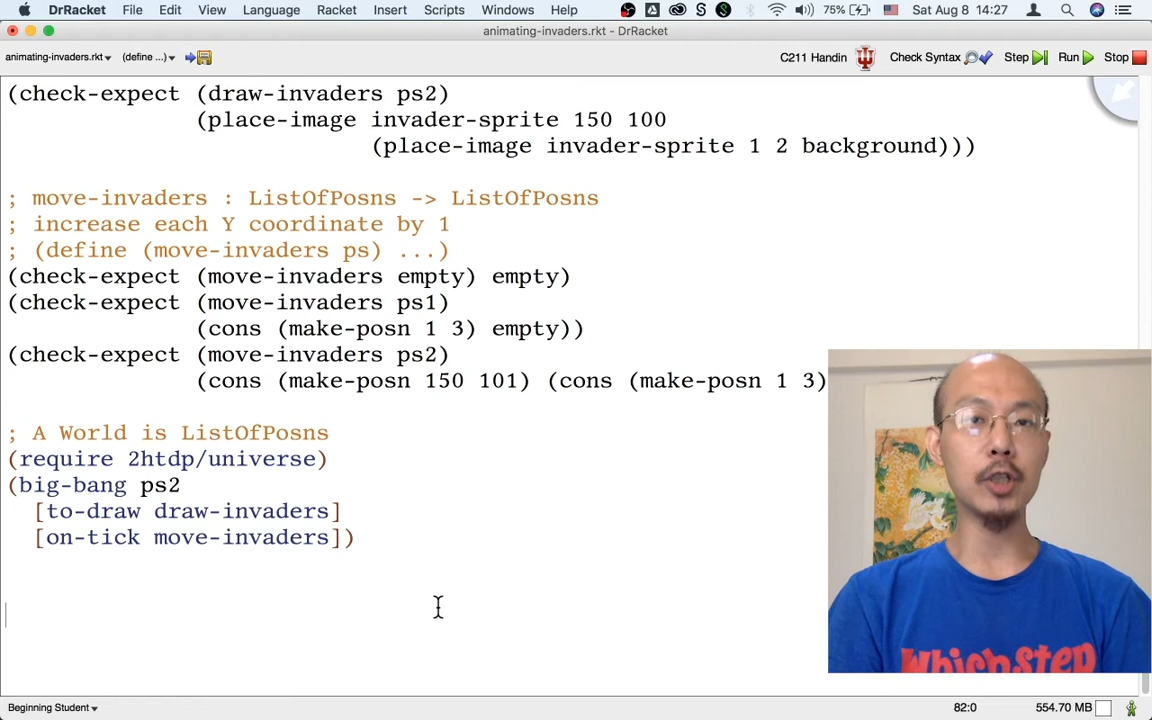 DrRacket File Edit View Language Racket Insert Scripts Windows Help 75% Sat Aug 8 14:27
animating-invaders.rkt - DrRacket
animating-invaders.rkt (define ...) C211 Handin Check Syntax Step Run Stop
(check-expect (draw-invaders ps2)
(place-image invader-sprite 150 100
(place-image invader-sprite 1 2 background)))
; move-invaders : ListOfPosns -> ListOfPosns
; increase each Y coordinate by 1
; (define (move-invaders ps) ...)
(check-expect (move-invaders empty) empty)
(check-expect (move-invaders ps1)
(cons (make-posn 1 3) empty))
(check-expect (move-invaders ps2)
(cons (make-posn 150 101) (cons (make-posn 1 3)
; A World is ListOfPosns
(require 2htdp/universe)
(big-bang ps2
[to-draw draw-invaders]
[on-tick move-invaders])
Whichstep
Beginning Student 82:0 554.70 MB